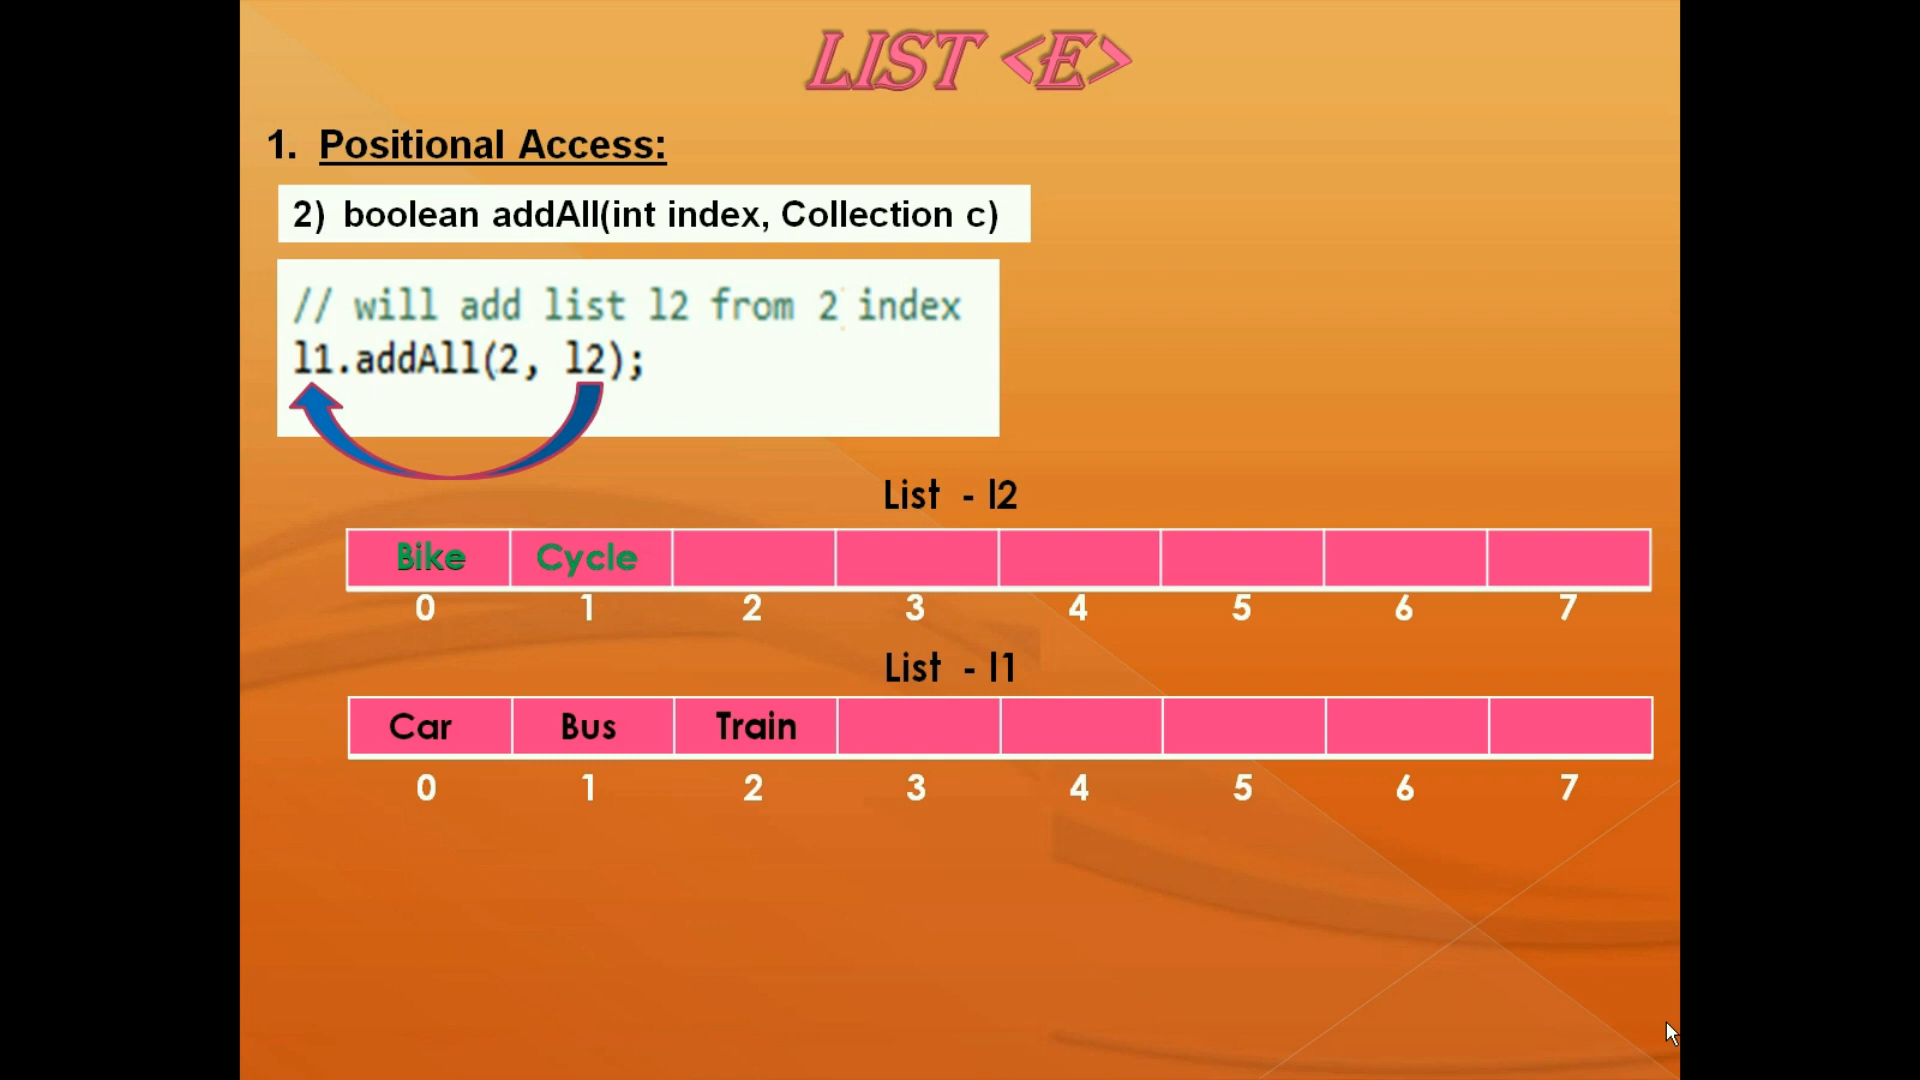 LIST <E>
1. Positional Access:
2) boolean addAll(int index, Collection c)
// will add list l2 from 2 index
l1.addAll(2, l2);
List - l2
Bike Cycle
0 1 2 3 4 5 6 7
List - l1
Car Bus Train
0 1 2 3 4 5 6 7